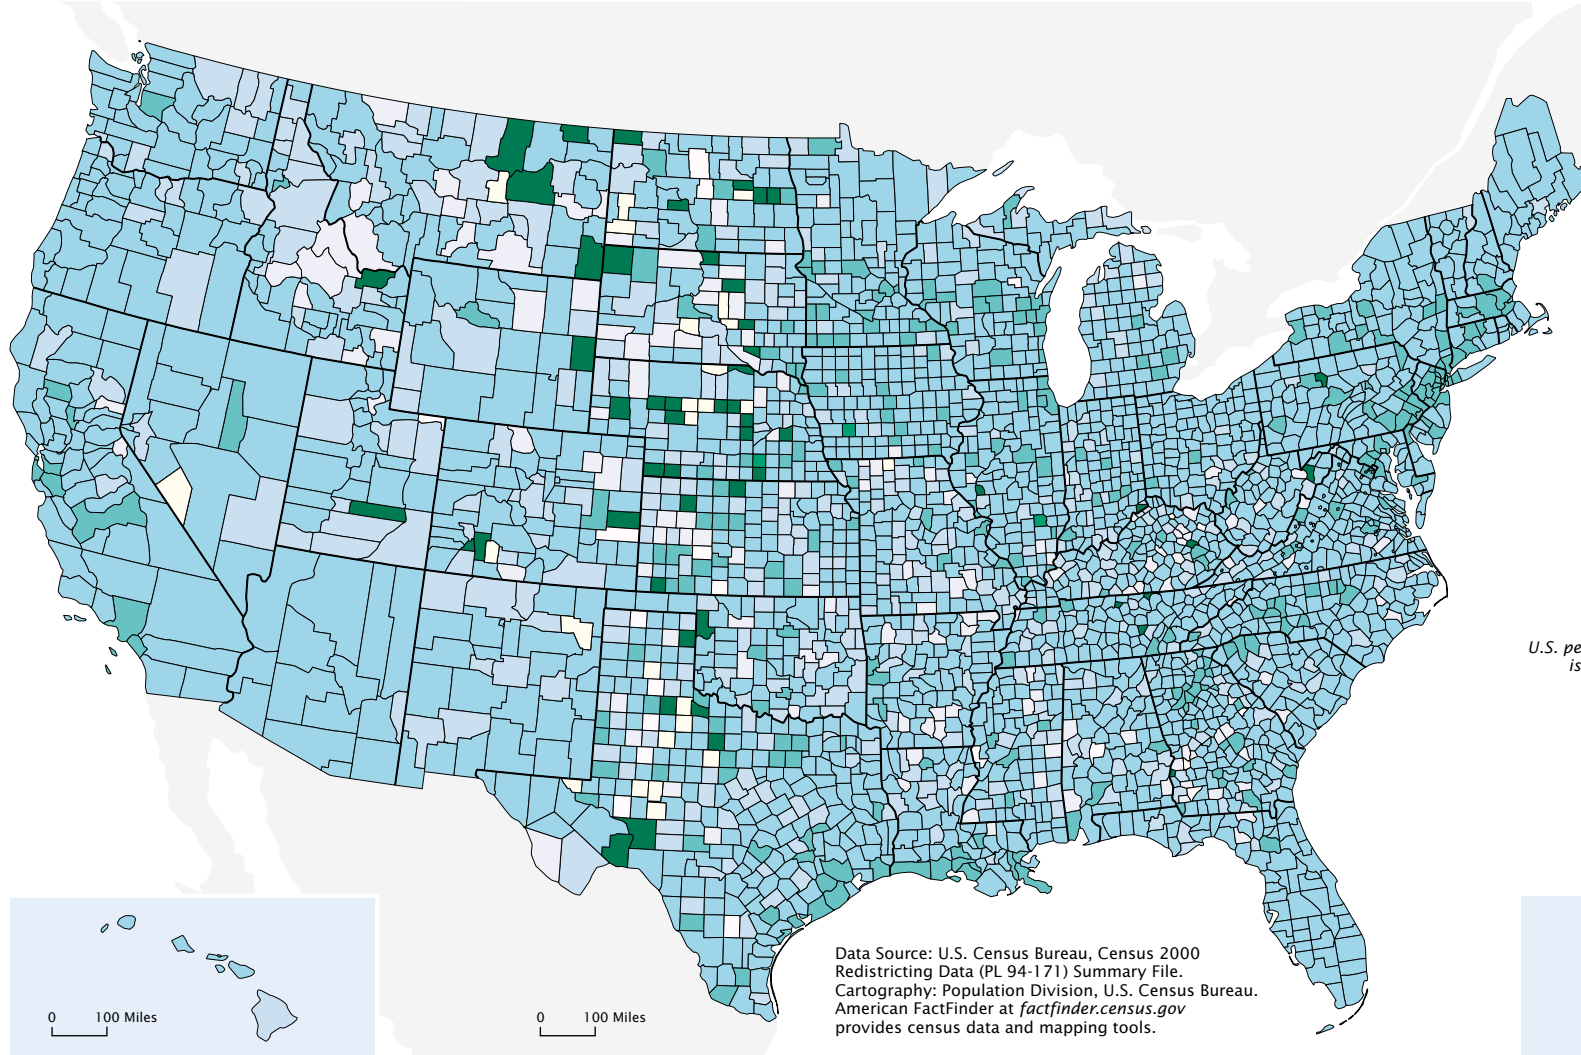 U.S. pe
is
Data Source: U.S. Census Bureau, Census 2000
Redistricting Data (PL 94-171) Summary File.
Cartography: Population Division, U.S. Census Bureau.
American FactFinder at factfinder.census.gov
provides census data and mapping tools.
0 100 Miles
0 100 Miles